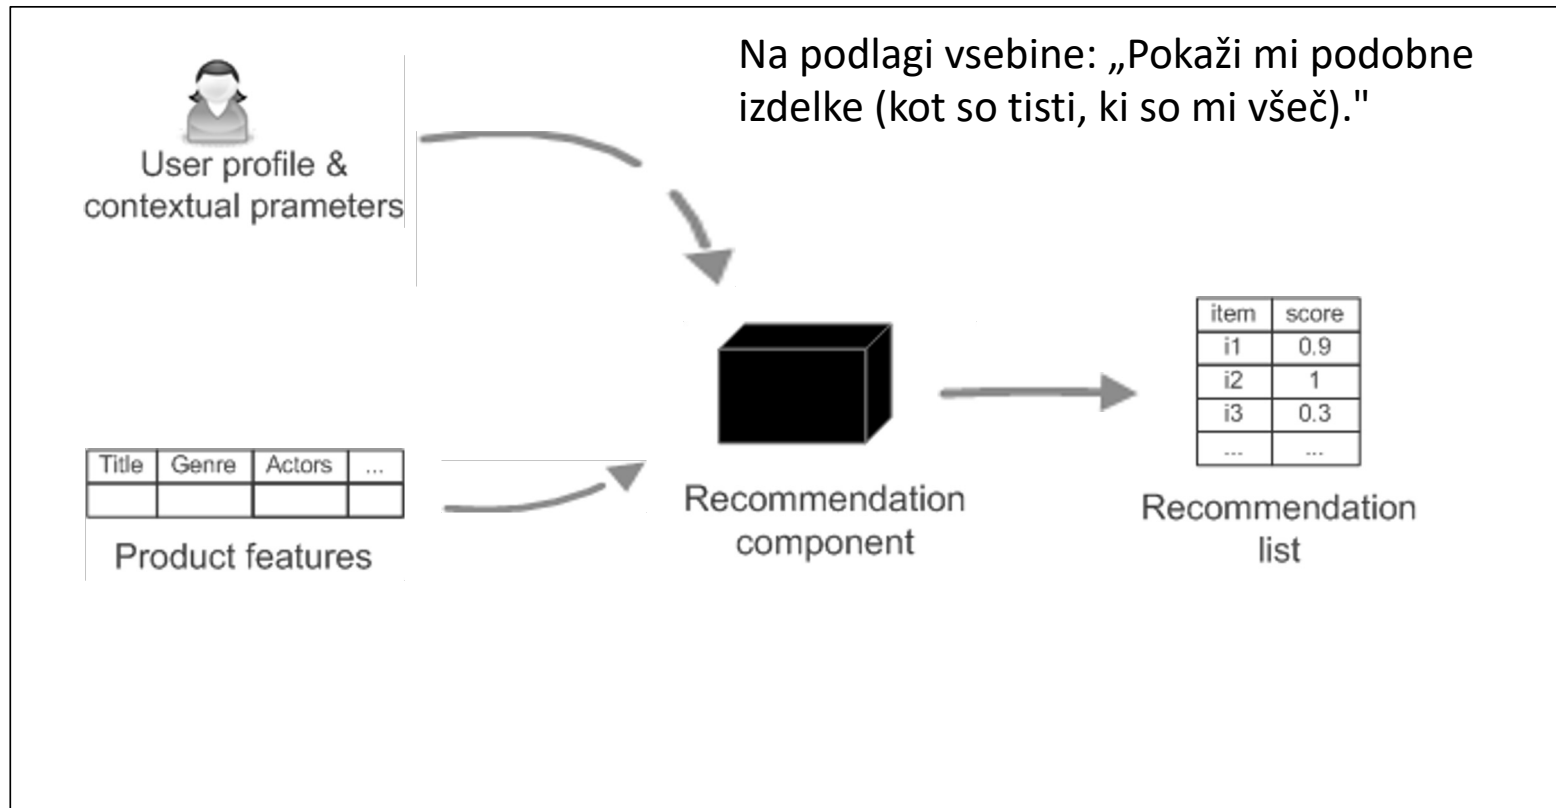 Na podlagi vsebine: „Pokaži mi podobne
izdelke (kot so tisti, ki so mi všeč)."
User profile &
contextual prameters
Title Genre Actors ...
Product features
Recommendation
component
item score
i1 0.9
i2 1
i3 0.3
... ...
Recommendation
list